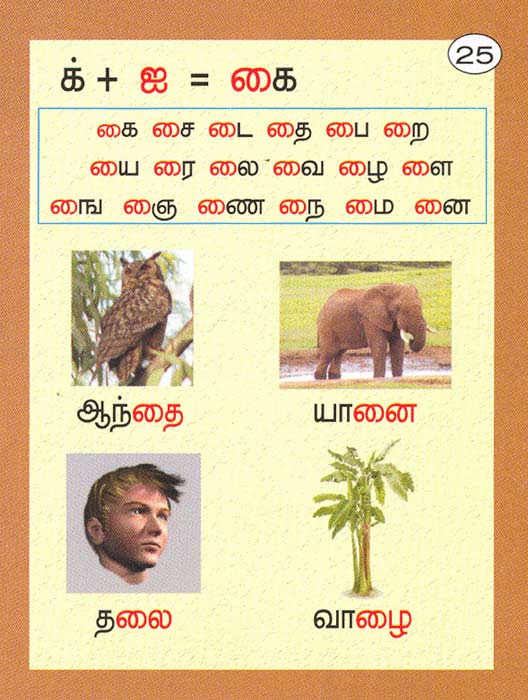 25
க் + ஐ = கை
கை சை டை தை பை றை
யை ரை லை வை ழை ளை
ஙை ஞை ணை நை மை னை
ஆந்தை யானை
தலை வாழை